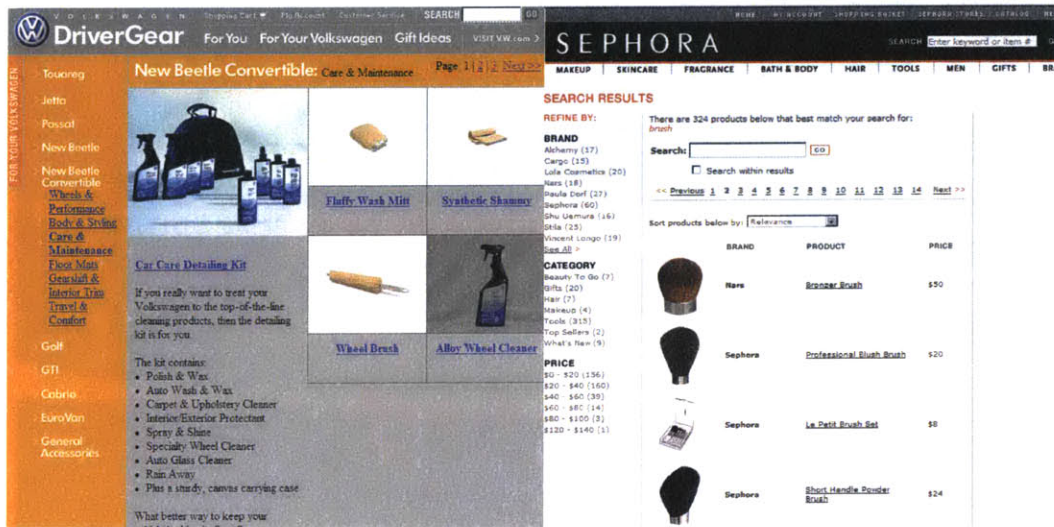 VOLKSWAGEN
Shopping Cart
My Account
Customer Service
SEARCH
GO
DriverGear
For You
For Your Volkswagen
Gift Ideas
VISIT VW.com >
FOR YOUR VOLKSWAGEN
Touareg
Jetta
Passat
New Beetle
New Beetle
Convertible
Wheels &
Performance
Body & Styling
Care &
Maintenance
Floor Mats
Gearshift &
Interior Trim
Travel &
Comfort
Golf
GTI
Cabrio
EuroVan
General
Accessories
New Beetle Convertible: Care & Maintenance
Page 1 | 2 | 3 Next >>
Fluffy Wash Mitt
Synthetic Shammy
Car Care Detailing Kit
If you really want to treat your
Volkswagen to the top-of-the-line
cleaning products, then the detailing
kit is for you.
The kit contains:
• Polish & Wax
• Auto Wash & Wax
• Carpet & Upholstery Cleaner
• Interior/Exterior Protectant
• Spray & Shine
• Specialty Wheel Cleaner
• Auto Glass Cleaner
• Rain Away
• Plus a sturdy, canvas carrying case
What better way to keep your
Wheel Brush
Alloy Wheel Cleaner
HOME
MY ACCOUNT
SHOPPING BASKET
SEPHORA
SEARCH
Enter keyword or item #
MAKEUP
SKINCARE
FRAGRANCE
BATH & BODY
HAIR
TOOLS
MEN
GIFTS
BR
SEARCH RESULTS
REFINE BY:
BRAND
Alchemy (17)
Cargo (15)
Lola Cosmetics (20)
Nars (18)
Paula Dorf (27)
Sephora (60)
Shu Uemura (16)
Stila (25)
Vincent Longo (19)
See All >
CATEGORY
Beauty To Go (7)
Gifts (20)
Hair (7)
Makeup (4)
Tools (315)
Top Sellers (2)
What's New (9)
PRICE
$0 - $20 (136)
$20 - $40 (160)
$40 - $60 (39)
$60 - $80 (14)
$80 - $100 (3)
$120 - $140 (1)
There are 324 products below that best match your search for:
brush
Search:
GO
Search within results
<< Previous 1 2 3 4 5 6 7 8 9 10 11 12 13 14 Next >>
Sort products below by: Relevance
BRAND PRODUCT PRICE
Nars Bronzer Brush $50
Sephora Professional Blush Brush $20
Sephora Le Petit Brush Set $8
Sephora Short Handle Powder Brush $24